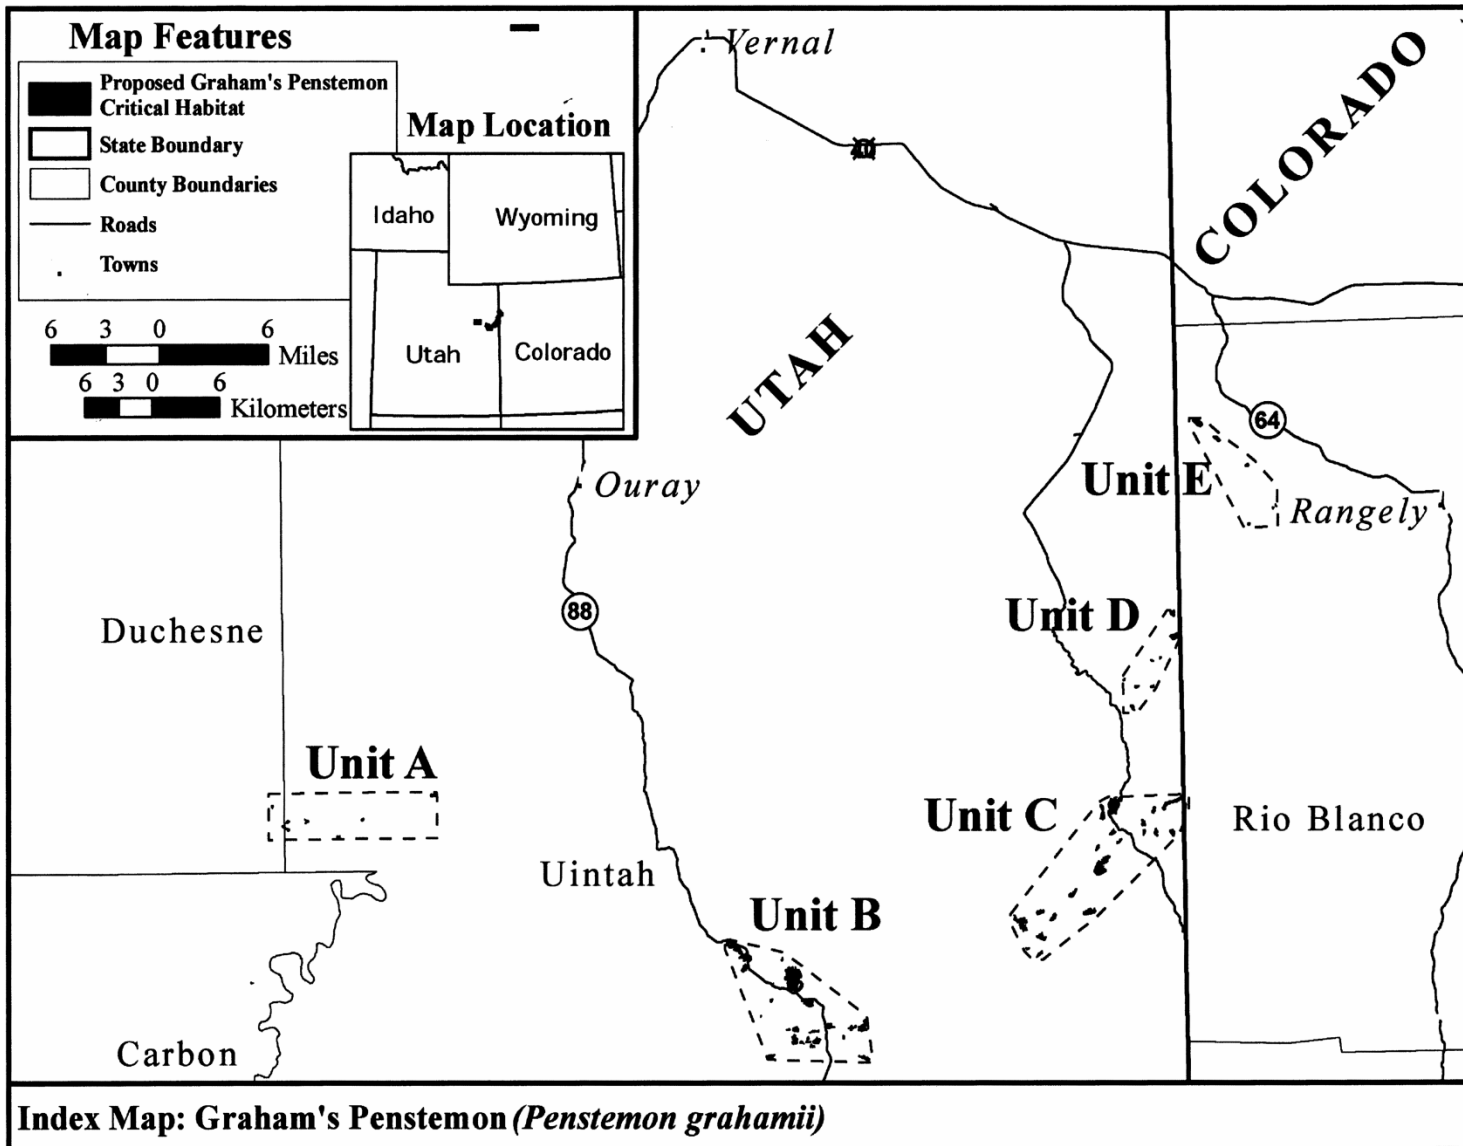 Map Features
Proposed Graham's Penstemon
Critical Habitat
State Boundary
County Boundaries
Roads
Towns
6 3 0 6
Miles
6 3 0 6
Kilometers
Map Location
Idaho
Wyoming
Utah
Colorado
Vernal
COLORADO
UTAH
64
Unit E
Rangely
Ouray
88
Duchesne
Unit D
Unit A
Unit C
Rio Blanco
Uintah
Unit B
Carbon
Index Map: Graham's Penstemon (Penstemon grahamii)